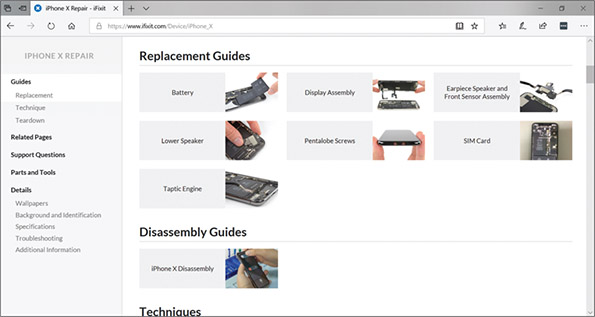 iPhone X Repair - iFixit
https://www.ifixit.com/Device/iPhone_X
IPHONE X REPAIR
Guides
Replacement
Technique
Teardown
Related Pages
Support Questions
Parts and Tools
Details
Wallpapers
Background and Identification
Specifications
Troubleshooting
Additional Information
Replacement Guides
Battery
Display Assembly
Earpiece Speaker and
Front Sensor Assembly
Lower Speaker
Pentalobe Screws
SIM Card
Taptic Engine
Disassembly Guides
iPhone X Disassembly
Techniques